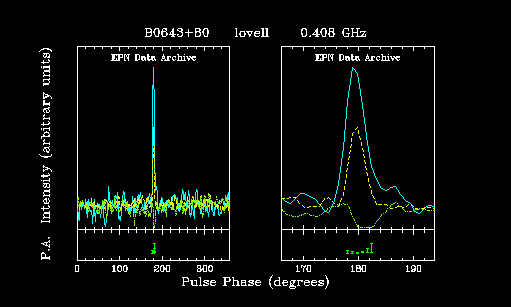 B0643+80 lovell 0.408 GHz
EPN Data Archive EPN Data Archive
P.A. Intensity (arbitrary units)
0 100 200 300 170 180 190
Pulse Phase (degrees)